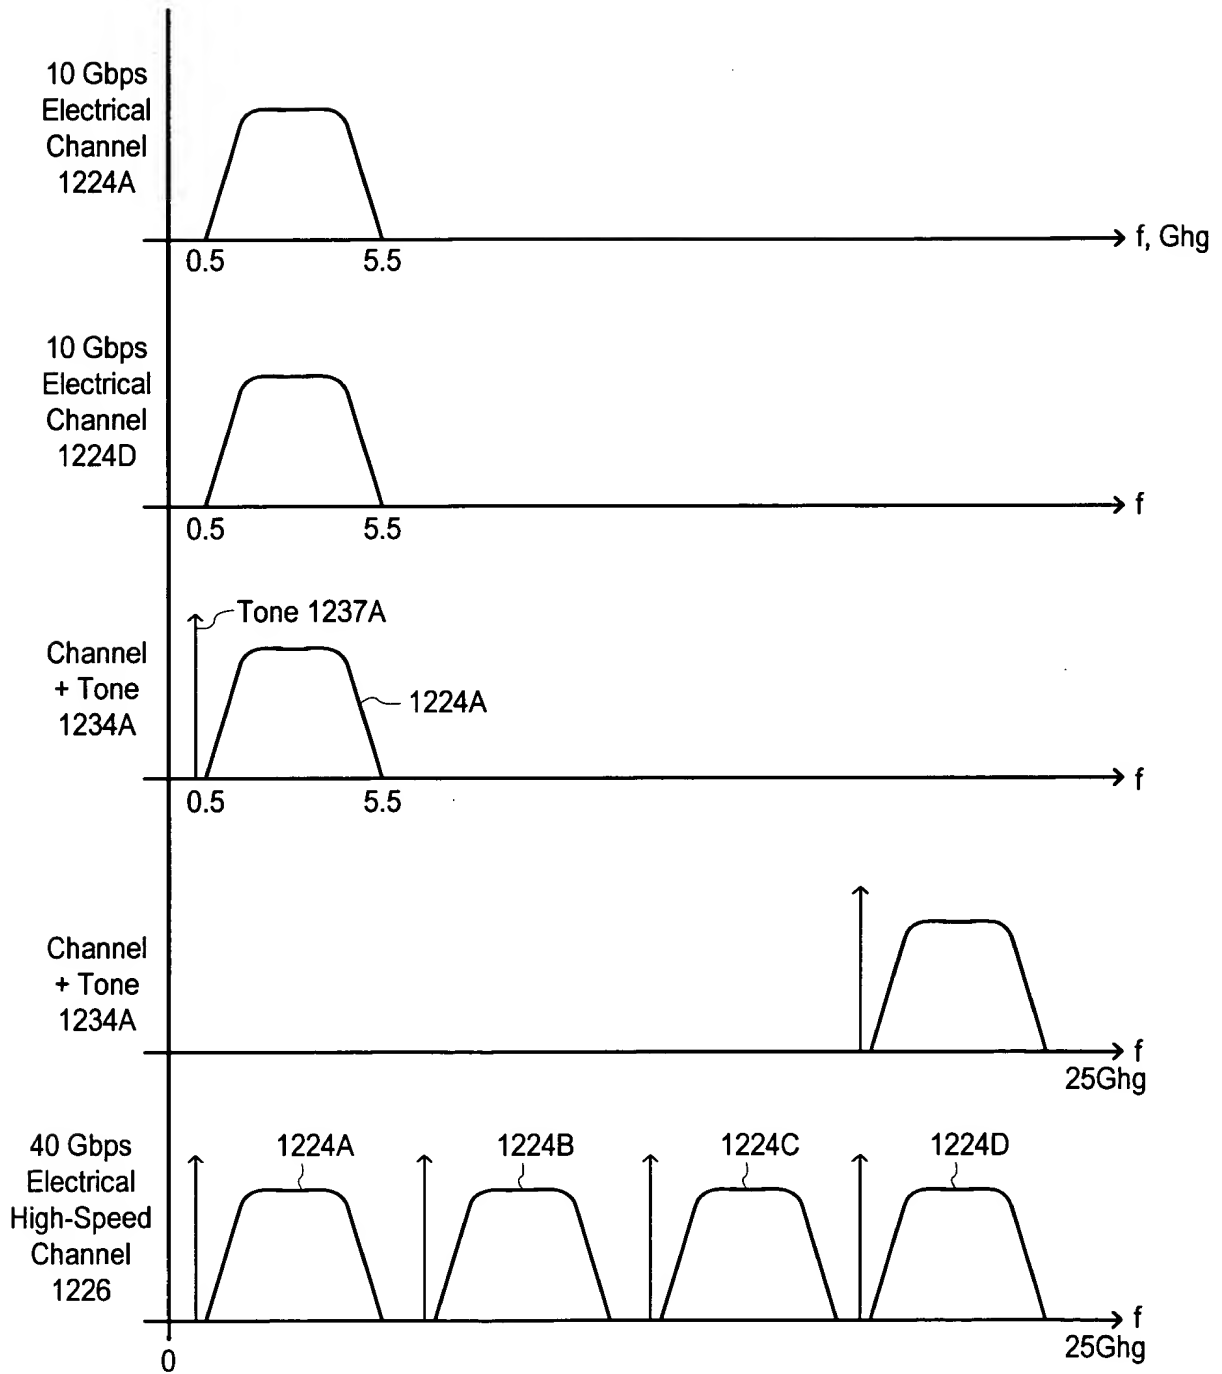 10 Gbps
Electrical
Channel
1224A
f, Ghg
0.5
5.5
10 Gbps
Electrical
Channel
1224D
f
0.5
5.5
Tone 1237A
Channel
+ Tone
1234A
1224A
f
0.5
5.5
Channel
+ Tone
1234A
f
25Ghg
40 Gbps
Electrical
High-Speed
Channel
1226
1224A
1224B
1224C
1224D
f
25Ghg
0